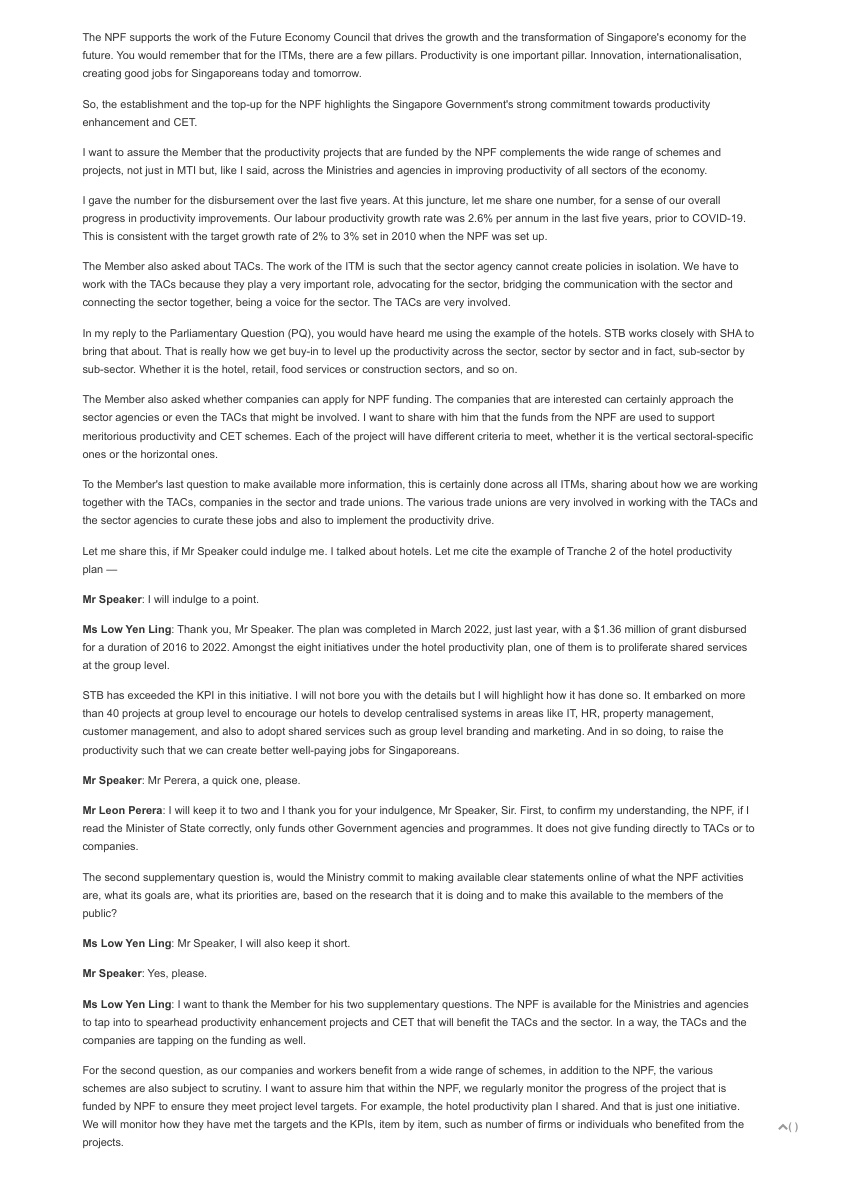 The NPF supports the work of the Future Economy Council that drives the growth and the transformation of Singapore's economy for the
future. You would remember that for the ITMs, there are a few pillars. Productivity is one important pillar. Innovation, internationalisation,
creating good jobs for Singaporeans today and tomorrow.
So, the establishment and the top-up for the NPF highlights the Singapore Government's strong commitment towards productivity
enhancement and CET.
I want to assure the Member that the productivity projects that are funded by the NPF complements the wide range of schemes and
projects, not just in MTI but, like I said, across the Ministries and agencies in improving productivity of all sectors of the economy.
I gave the number for the disbursement over the last five years. At this juncture, let me share one number, for a sense of our overall
progress in productivity improvements. Our labour productivity growth rate was 2.6% per annum in the last five years, prior to COVID-19.
This is consistent with the target growth rate of 2% to 3% set in 2010 when the NPF was set up.
The Member also asked about TACs. The work of the ITM is such that the sector agency cannot create policies in isolation. We have to
work with the TACs because they play a very important role, advocating for the sector, bridging the communication with the sector and
connecting the sector together, being a voice for the sector. The TACs are very involved.
In my reply to the Parliamentary Question (PQ), you would have heard me using the example of the hotels. STB works closely with SHA to
bring that about. That is really how we get buy-in to level up the productivity across the sector, sector by sector and in fact, sub-sector by
sub-sector. Whether it is the hotel, retail, food services or construction sectors, and so on.
The Member also asked whether companies can apply for NPF funding. The companies that are interested can certainly approach the
sector agencies or even the TACs that might be involved. I want to share with him that the funds from the NPF are used to support
meritorious productivity and CET schemes. Each of the project will have different criteria to meet, whether it is the vertical sectoral-specific
ones or the horizontal ones.
To the Member's last question to make available more information, this is certainly done across all ITMs, sharing about how we are working
together with the TACs, companies in the sector and trade unions. The various trade unions are very involved in working with the TACs and
the sector agencies to curate these jobs and also to implement the productivity drive.
Let me share this, if Mr Speaker could indulge me. I talked about hotels. Let me cite the example of Tranche 2 of the hotel productivity
plan —
Mr Speaker: I will indulge to a point.
Ms Low Yen Ling: Thank you, Mr Speaker. The plan was completed in March 2022, just last year, with a $1.36 million of grant disbursed
for a duration of 2016 to 2022. Amongst the eight initiatives under the hotel productivity plan, one of them is to proliferate shared services
at the group level.
STB has exceeded the KPI in this initiative. I will not bore you with the details but I will highlight how it has done so. It embarked on more
than 40 projects at group level to encourage our hotels to develop centralised systems in areas like IT, HR, property management,
customer management, and also to adopt shared services such as group level branding and marketing. And in so doing, to raise the
productivity such that we can create better well-paying jobs for Singaporeans.
Mr Speaker: Mr Perera, a quick one, please.
Mr Leon Perera: I will keep it to two and I thank you for your indulgence, Mr Speaker, Sir. First, to confirm my understanding, the NPF, if I
read the Minister of State correctly, only funds other Government agencies and programmes. It does not give funding directly to TACs or to
companies.
The second supplementary question is, would the Ministry commit to making available clear statements online of what the NPF activities
are, what its goals are, what its priorities are, based on the research that it is doing and to make this available to the members of the
public?
Ms Low Yen Ling: Mr Speaker, I will also keep it short.
Mr Speaker: Yes, please.
Ms Low Yen Ling: I want to thank the Member for his two supplementary questions. The NPF is available for the Ministries and agencies
to tap into to spearhead productivity enhancement projects and CET that will benefit the TACs and the sector. In a way, the TACs and the
companies are tapping on the funding as well.
For the second question, as our companies and workers benefit from a wide range of schemes, in addition to the NPF, the various
schemes are also subject to scrutiny. I want to assure him that within the NPF, we regularly monitor the progress of the project that is
funded by NPF to ensure they meet project level targets. For example, the hotel productivity plan I shared. And that is just one initiative.
We will monitor how they have met the targets and the KPIs, item by item, such as number of firms or individuals who benefited from the
projects.
( )